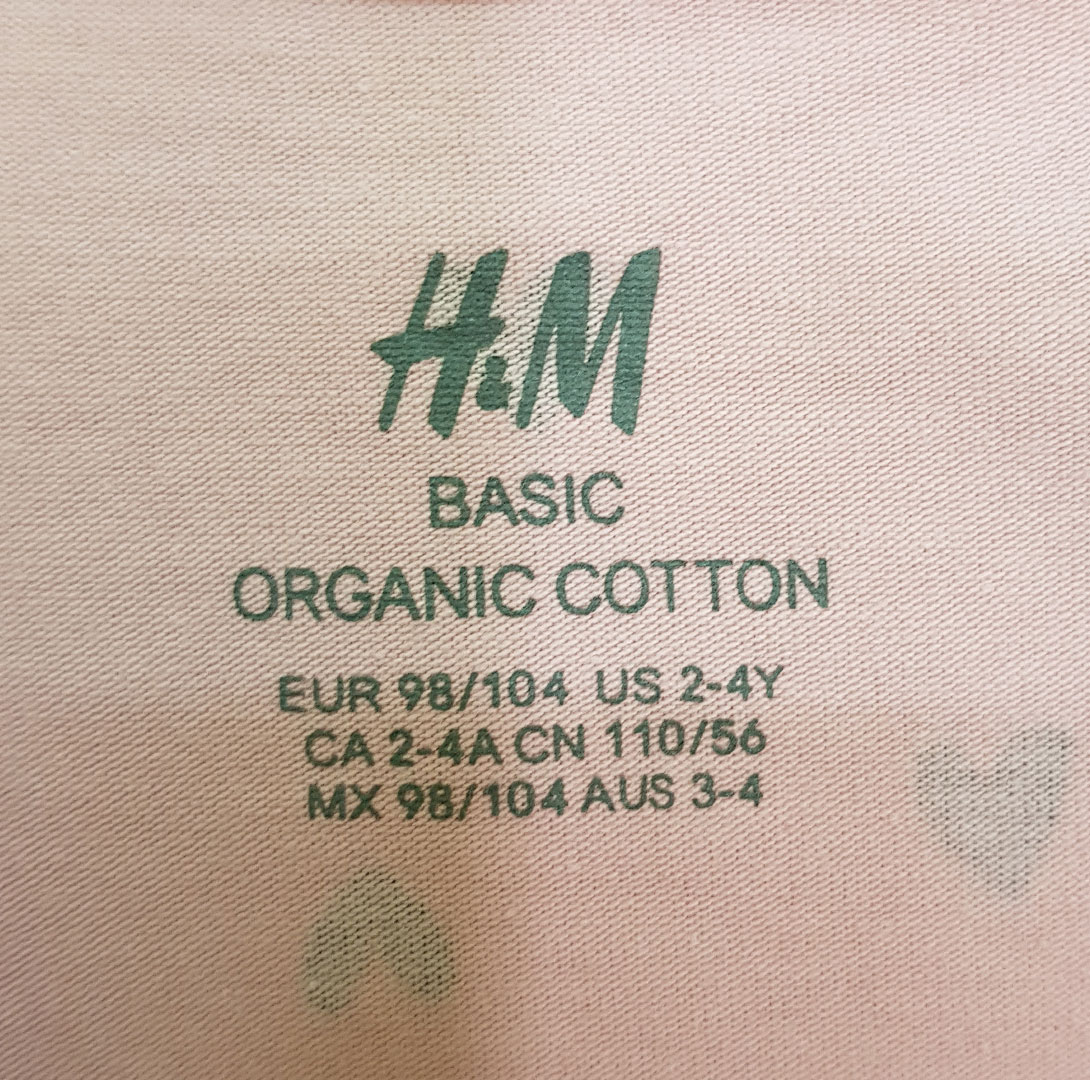 H&M
BASIC
ORGANIC COTTON
EUR 98/104 US 2-4Y
CA 2-4A CN 110/56
MX 98/104 AUS 3-4